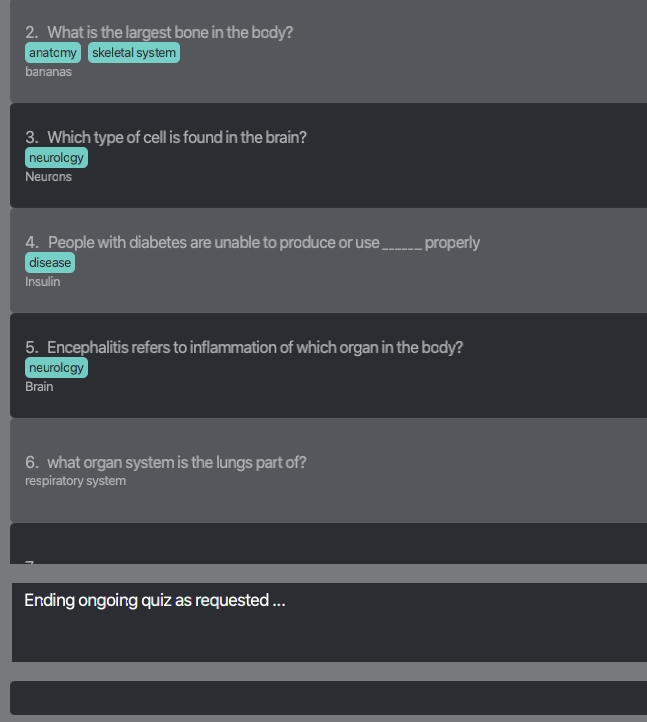 2. What is the largest bone in the body?
anatomy skeletal system
bananas
3. Which type of cell is found in the brain?
neurology
Neurons
4. People with diabetes are unable to produce or use ______ properly
disease
Insulin
5. Encephalitis refers to inflammation of which organ in the body?
neurology
Brain
6. what organ system is the lungs part of?
respiratory system
Ending ongoing quiz as requested ...